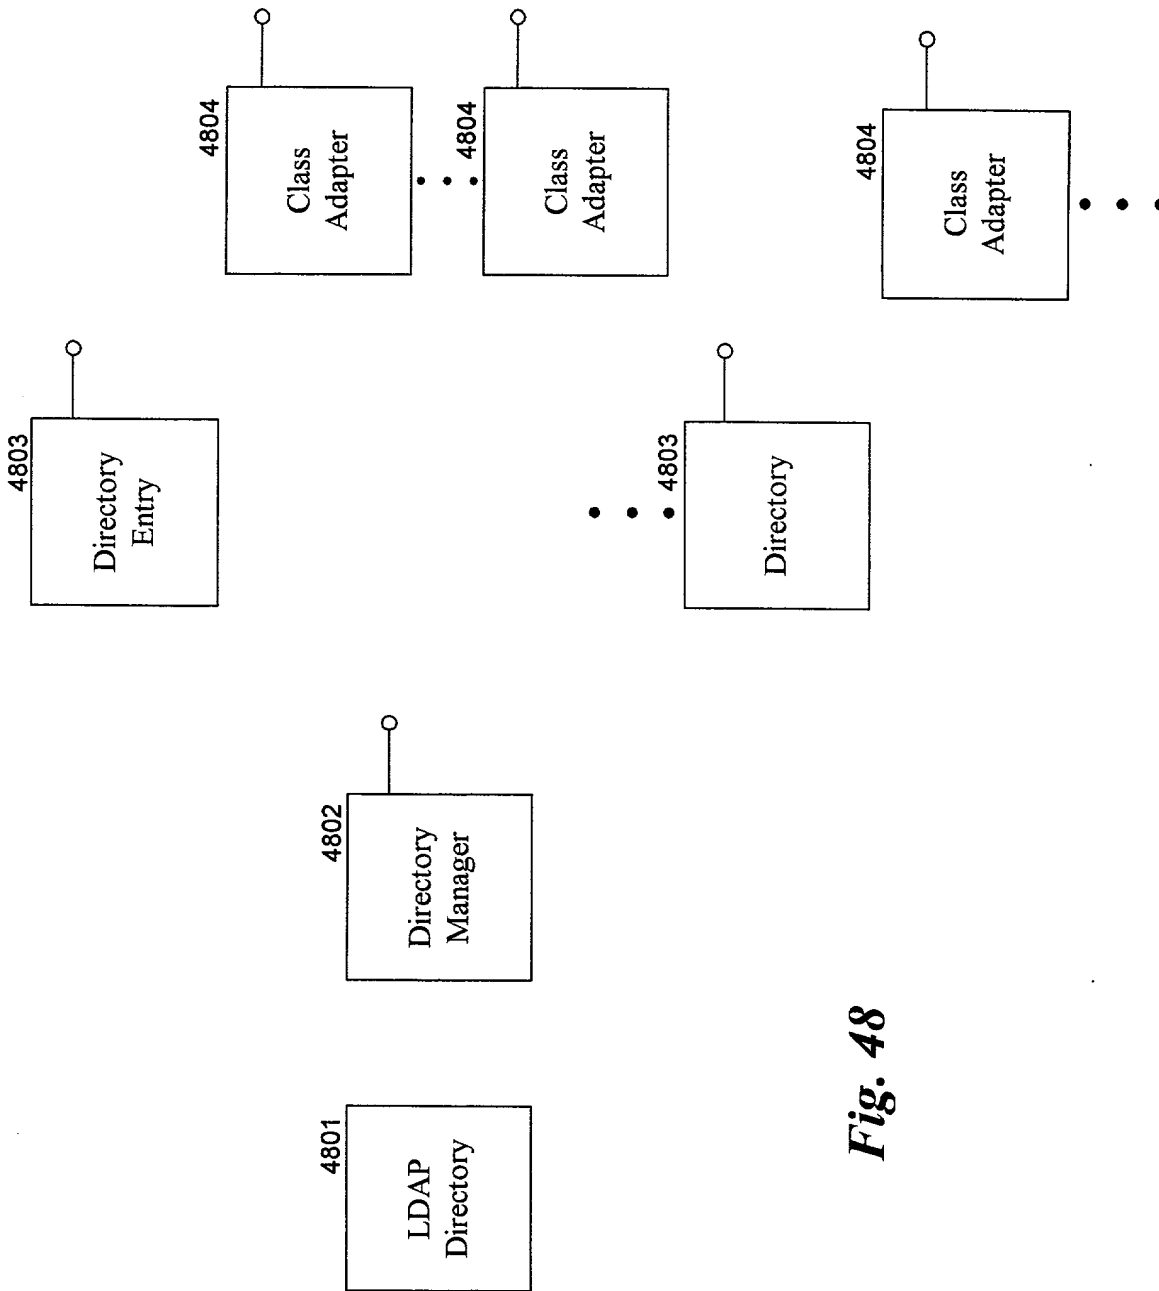 4801
LDAP
Directory
4802
Directory
Manager
4803
Directory
Entry
4803
Directory
4804
Class
Adapter
4804
Class
Adapter
4804
Class
Adapter
Fig. 48